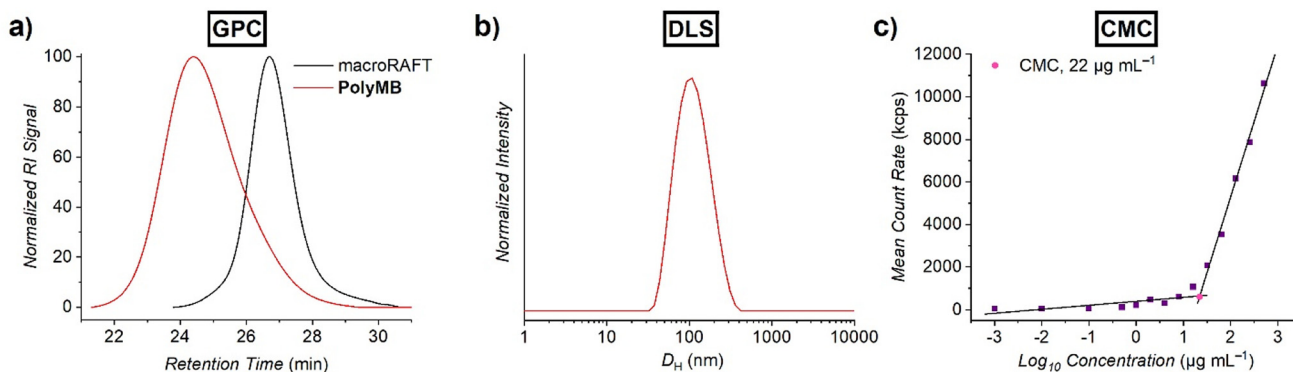 a)
GPC
Normalized RI Signal
100
80
60
40
20
0
macroRAFT
PolyMB
22
24
26
28
30
Retention Time (min)
b)
DLS
Normalized Intensity
1
10
100
1000
10000
D_H (nm)
c)
CMC
Mean Count Rate (kcps)
12000
10000
8000
6000
4000
2000
0
CMC, 22 µg mL⁻¹
-3
-2
-1
0
1
2
3
Log₁₀ Concentration (µg mL⁻¹)